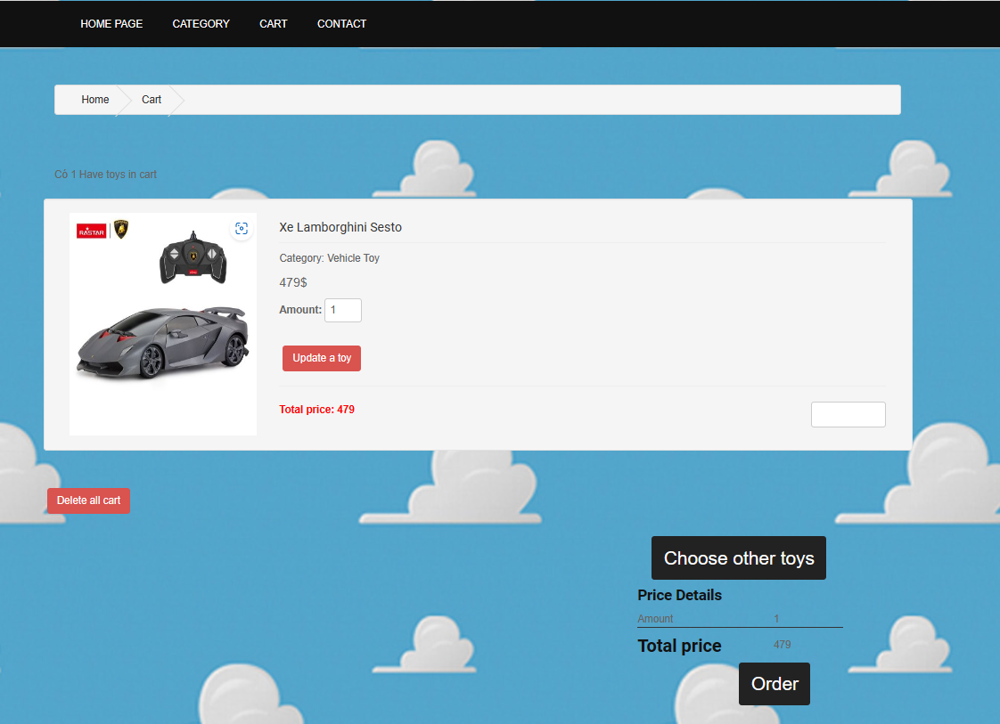 HOME PAGE CATEGORY CART CONTACT
Home Cart
Có 1 Have toys in cart
RASTAR
Xe Lamborghini Sesto
Category: Vehicle Toy
479$
Amount: 1
Update a toy
Total price: 479
Delete all cart
Choose other toys
Price Details
Amount 1
Total price 479
Order